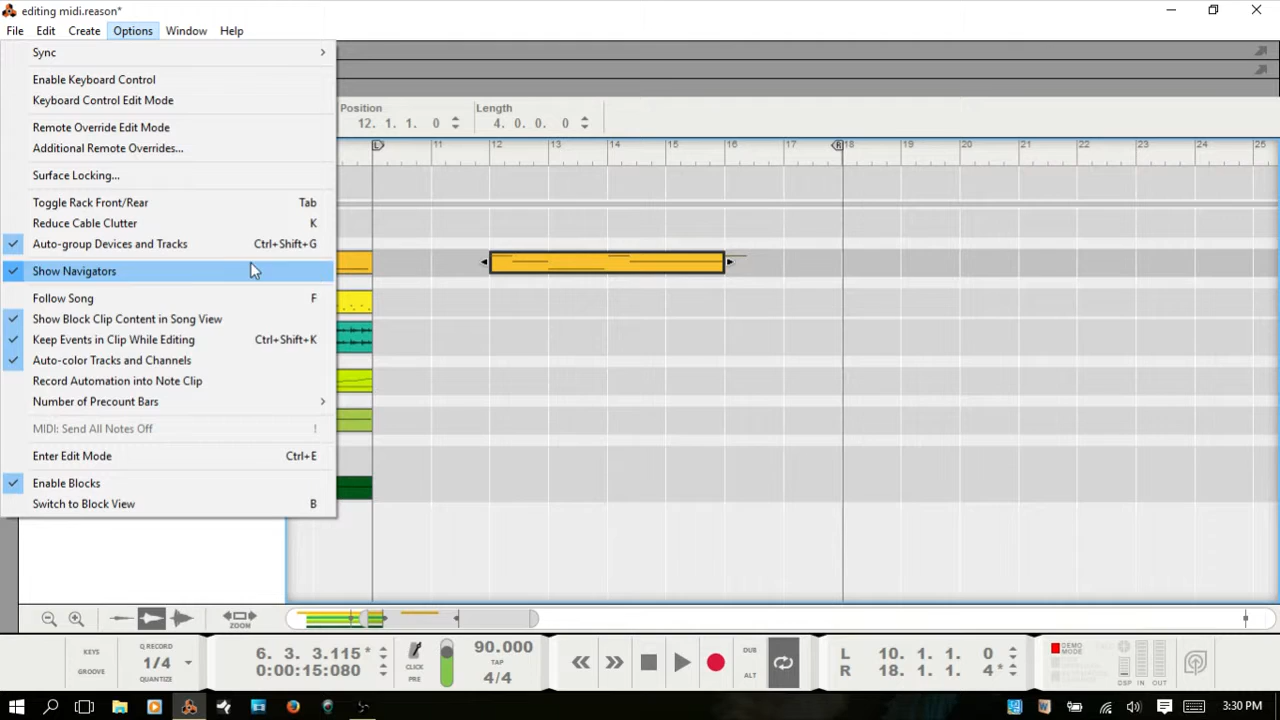 editing midi.reason*
File Edit Create Options Window Help
Sync
Enable Keyboard Control
Keyboard Control Edit Mode
Remote Override Edit Mode
Additional Remote Overrides...
Surface Locking...
Toggle Rack Front/Rear Tab
Reduce Cable Clutter K
Auto-group Devices and Tracks Ctrl+Shift+G
Show Navigators
Follow Song F
Show Block Clip Content in Song View
Keep Events in Clip While Editing Ctrl+Shift+K
Auto-color Tracks and Channels
Record Automation into Note Clip
Number of Precount Bars
MIDI: Send All Notes Off !
Enter Edit Mode Ctrl+E
Enable Blocks
Switch to Block View B
Position Length
12. 1. 1. 0 4. 0. 0. 0
L 11 12 13 14 15 16 17 R 18 19 20 21 22 23 24 25
ZOOM
KEYS
GROOVE
Q RECORD
1/4
QUANTIZE
6. 3. 3.115 *
0:00:15:080
CLICK
PRE
90.000
TAP
4/4
DUB
ALT
L 10. 1. 1. 0
R 18. 1. 1. 4 *
DEMO
MODE
DSP IN OUT
3:30 PM